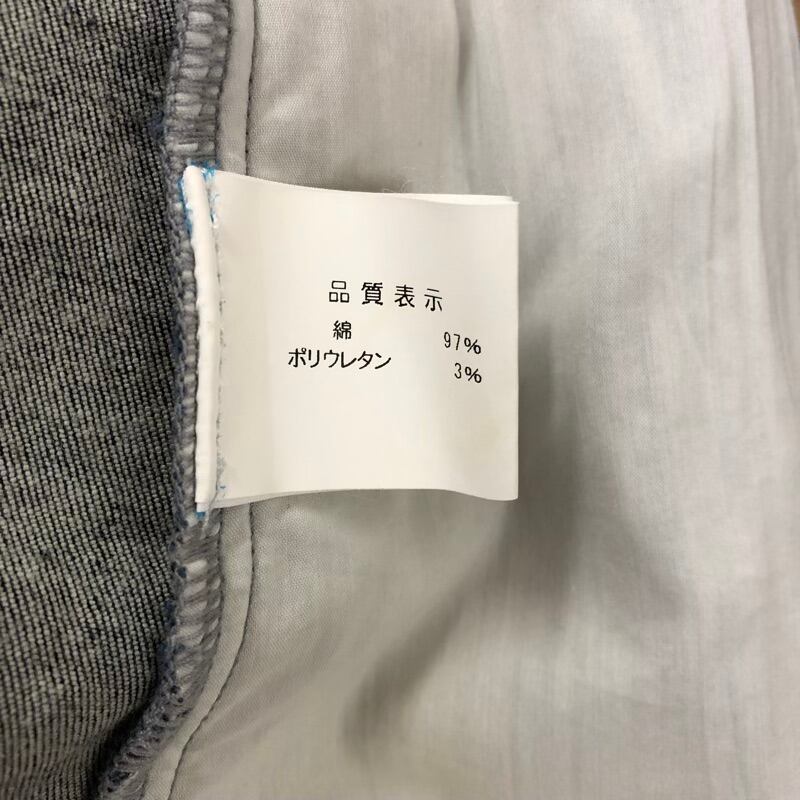 品質表示
綿 97%
ポリウレタン 3%